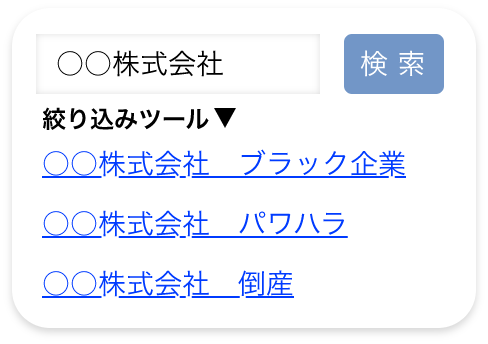 ○○株式会社
検索
絞り込みツール▼
○○株式会社　ブラック企業
○○株式会社　パワハラ
○○株式会社　倒産